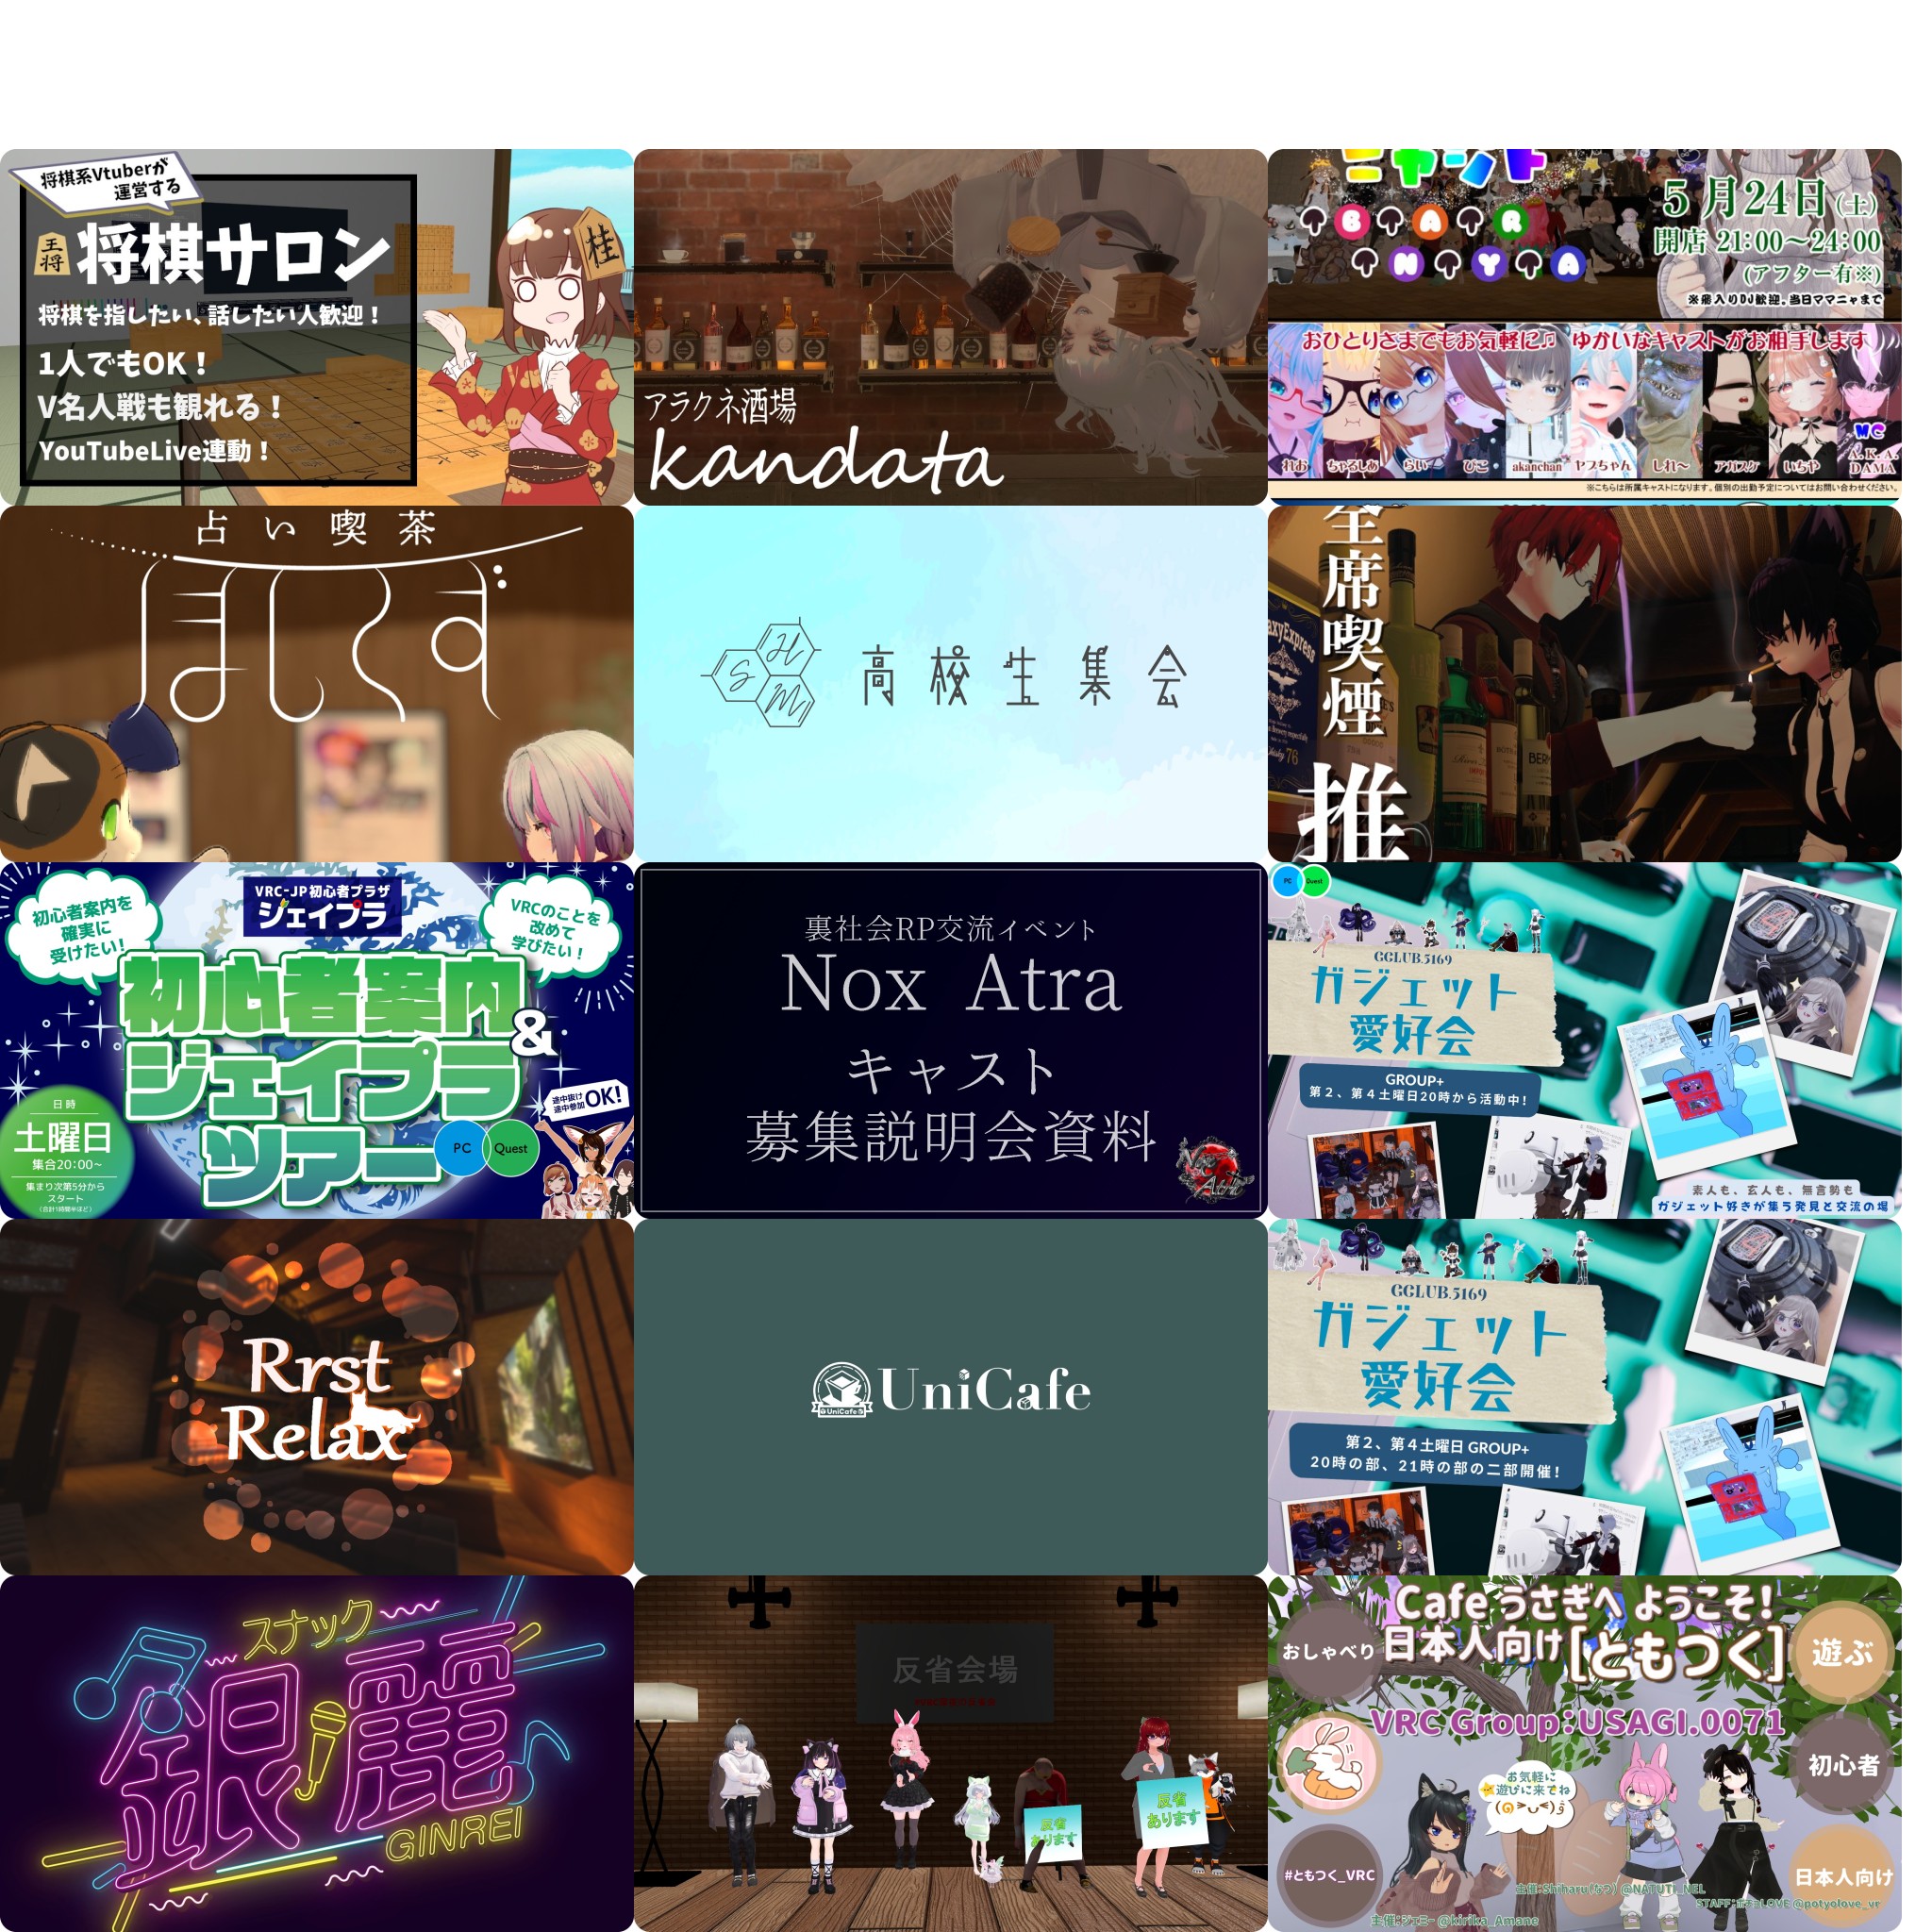 将棋系Vtuberが
運営する
王将
将棋サロン
将棋を指したい、話したい人歓迎！
1人でもOK！
V名人戦も観れる！
YouTubeLive連動！
桂
アラクネ酒場
kandata
ニャント
BAR
NYA
5月24日(土)
開店 21:00～24:00
(アフター有※)
※飛入りDJ歓迎。当日ママニャまで
おひとりさまでもお気軽に♫ ゆかいなキャストがお相手します
れお ちゃるしあ らい ぴこ akanchan ヤブちゃん しれ～ アガスケ いちや
MC
A.K.A.
DAMA
※こちらは所属キャストになります。個別の出勤予定についてはお問い合わせください。
占い喫茶
ほしくず
SHM
高校生集会
全席喫煙
推
初心者案内を
確実に
受けたい！
VRC-JP初心者プラザ
ジェイプラ
VRCのことを
改めて
学びたい！
初心者案内
&
ジェイプラ
ツアー
日時
土曜日
集合20:00~
集まり次第5分から
スタート
(合計1時間半ほど)
途中抜け
途中参加 OK!
PC Quest
裏社会RP交流イベント
Nox Atra
キャスト
募集説明会資料
PC Quest
GCLUB.5169
ガジェット
愛好会
GROUP+
第２、第４土曜日20時から活動中！
素人も、玄人も、無言勢も
ガジェット好きが集う発見と交流の場
Rrst
Relax
UniCafe
UniCafe
GCLUB.5169
ガジェット
愛好会
第２、第４土曜日 GROUP+
20時の部、21時の部の二部開催！
スナック
銀麗
GINREI
反省会場
反省
あります
反省
あります
Cafe うさぎへ ようこそ！
日本人向け[ともつく]
おしゃべり
遊ぶ
VRC Group:USAGI.0071
初心者
お気軽に
遊びに来てね
#ともつく_VRC
日本人向け
主催:Shiharu(なつ) @NATUTI_NEL
STAFF:ポチョLOVE @potyolove_vr
主催:ジェミー @kirika_Amane